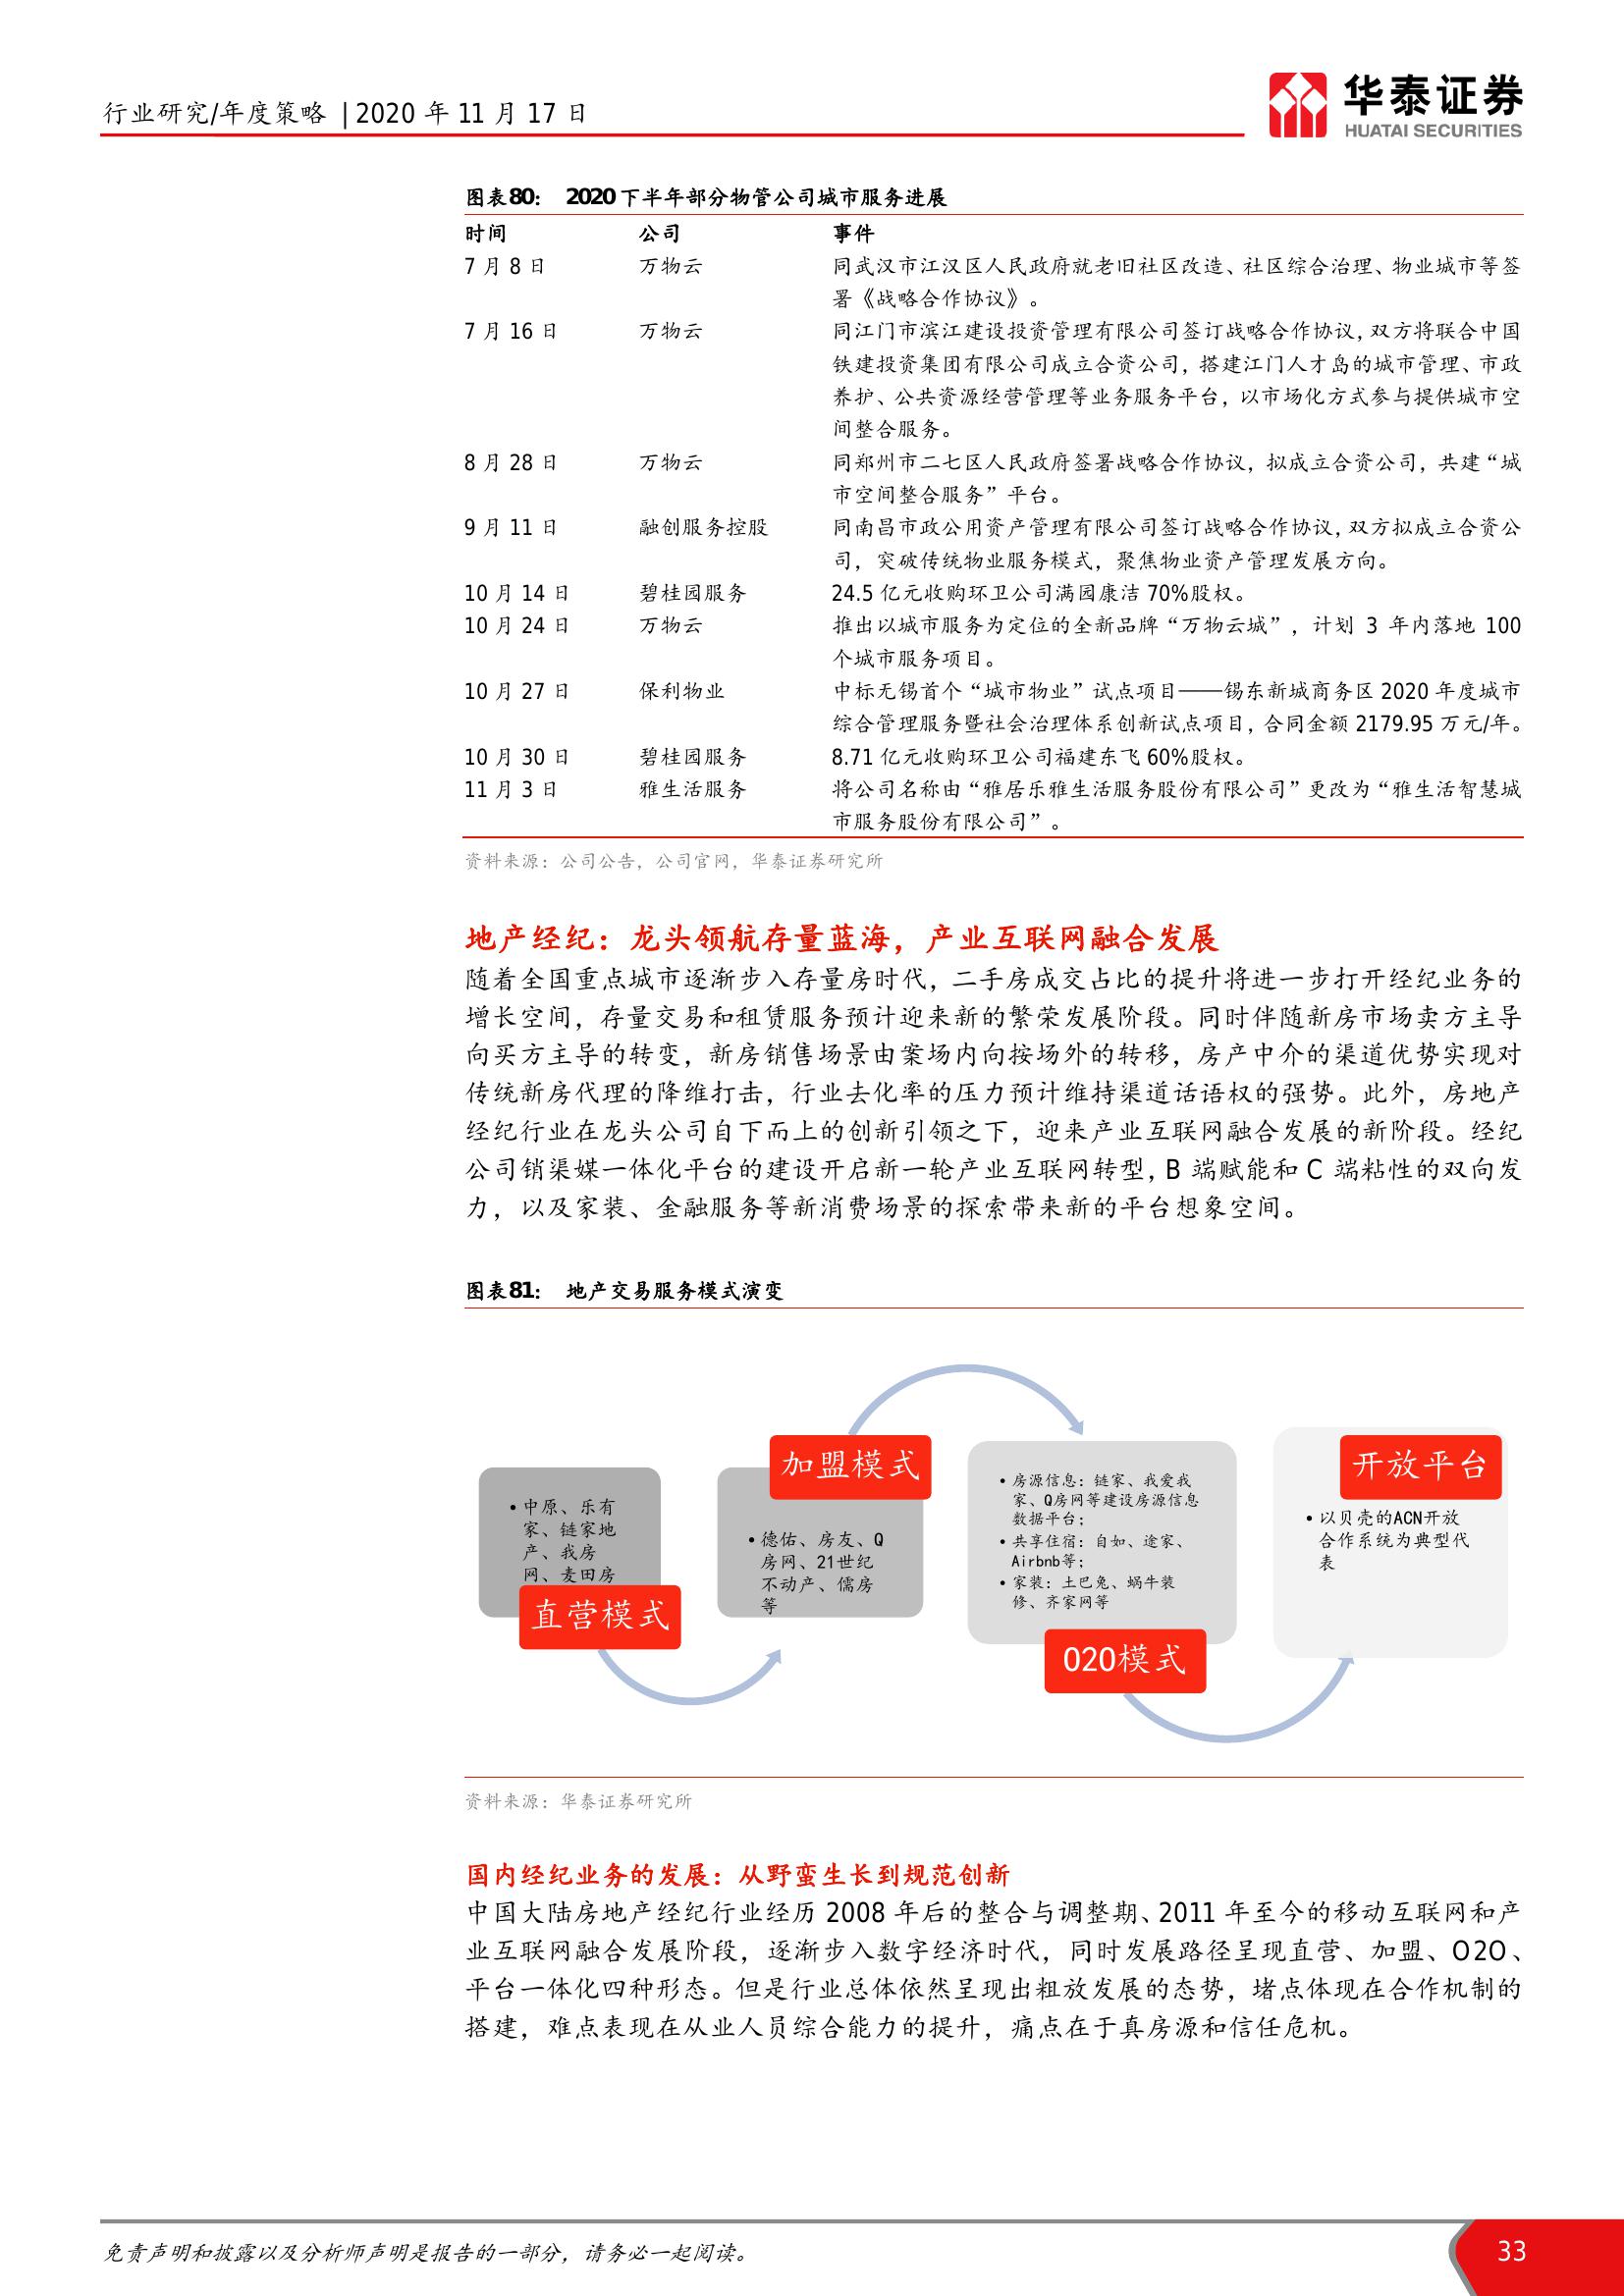 行业研究/年度策略 | 2020 年 11 月 17 日
华泰证券
HUATAI SECURITIES
图表80： 2020 下半年部分物管公司城市服务进展
时间 公司 事件
7 月 8 日 万物云 同武汉市江汉区人民政府就老旧社区改造、社区综合治理、物业城市等签
署《战略合作协议》。
7 月 16 日 万物云 同江门市滨江建设投资管理有限公司签订战略合作协议，双方将联合中国
铁建投资集团有限公司成立合资公司，搭建江门人才岛的城市管理、市政
养护、公共资源经营管理等业务服务平台，以市场化方式参与提供城市空
间整合服务。
8 月 28 日 万物云 同郑州市二七区人民政府签署战略合作协议，拟成立合资公司，共建“城
市空间整合服务”平台。
9 月 11 日 融创服务控股 同南昌市政公用资产管理有限公司签订战略合作协议，双方拟成立合资公
司，突破传统物业服务模式，聚焦物业资产管理发展方向。
10 月 14 日 碧桂园服务 24.5 亿元收购环卫公司满园康洁 70%股权。
10 月 24 日 万物云 推出以城市服务为定位的全新品牌“万物云城”，计划 3 年内落地 100
个城市服务项目。
10 月 27 日 保利物业 中标无锡首个“城市物业”试点项目——锡东新城商务区 2020 年度城市
综合管理服务暨社会治理体系创新试点项目，合同金额 2179.95 万元/年。
10 月 30 日 碧桂园服务 8.71 亿元收购环卫公司福建东飞 60%股权。
11 月 3 日 雅生活服务 将公司名称由“雅居乐雅生活服务股份有限公司”更改为“雅生活智慧城
市服务股份有限公司”。
资料来源：公司公告，公司官网，华泰证券研究所
地产经纪：龙头领航存量蓝海，产业互联网融合发展
随着全国重点城市逐渐步入存量房时代，二手房成交占比的提升将进一步打开经纪业务的
增长空间，存量交易和租赁服务预计迎来新的繁荣发展阶段。同时伴随新房市场卖方主导
向买方主导的转变，新房销售场景由案场内向按场外的转移，房产中介的渠道优势实现对
传统新房代理的降维打击，行业去化率的压力预计维持渠道话语权的强势。此外，房地产
经纪行业在龙头公司自下而上的创新引领之下，迎来产业互联网融合发展的新阶段。经纪
公司销渠媒一体化平台的建设开启新一轮产业互联网转型，B 端赋能和 C 端粘性的双向发
力，以及家装、金融服务等新消费场景的探索带来新的平台想象空间。
图表81： 地产交易服务模式演变
• 中原、乐有
家、链家地
产、我房
网、麦田房
直营模式
加盟模式
• 德佑、房友、Q
房网、21世纪
不动产、儒房
等
• 房源信息：链家、我爱我
家、Q房网等建设房源信息
数据平台；
• 共享住宿：自如、途家、
Airbnb等；
• 家装：土巴兔、蜗牛装
修、齐家网等
O2O模式
开放平台
• 以贝壳的ACN开放
合作系统为典型代
表
资料来源：华泰证券研究所
国内经纪业务的发展：从野蛮生长到规范创新
中国大陆房地产经纪行业经历 2008 年后的整合与调整期、2011 年至今的移动互联网和产
业互联网融合发展阶段，逐渐步入数字经济时代，同时发展路径呈现直营、加盟、O2O、
平台一体化四种形态。但是行业总体依然呈现出粗放发展的态势，堵点体现在合作机制的
搭建，难点表现在从业人员综合能力的提升，痛点在于真房源和信任危机。
免责声明和披露以及分析师声明是报告的一部分，请务必一起阅读。
33